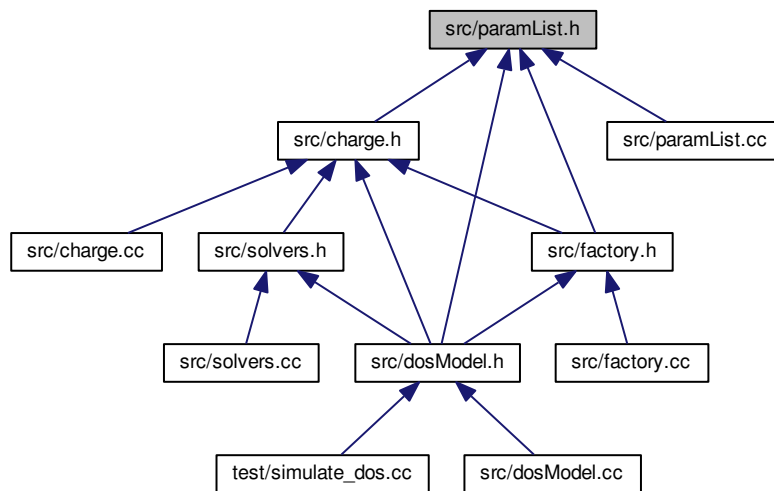 src/paramList.h
src/charge.h
src/paramList.cc
src/charge.cc
src/solvers.h
src/factory.h
src/solvers.cc
src/dosModel.h
src/factory.cc
test/simulate_dos.cc
src/dosModel.cc